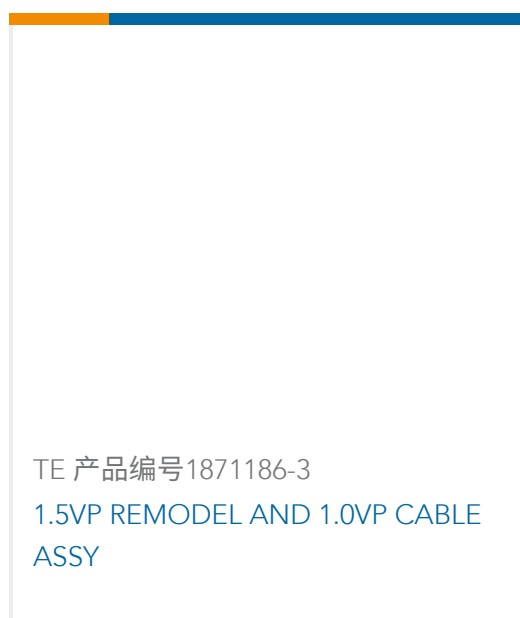 TE 产品编号1871186-3
1.5VP REMODEL AND 1.0VP CABLE
ASSY